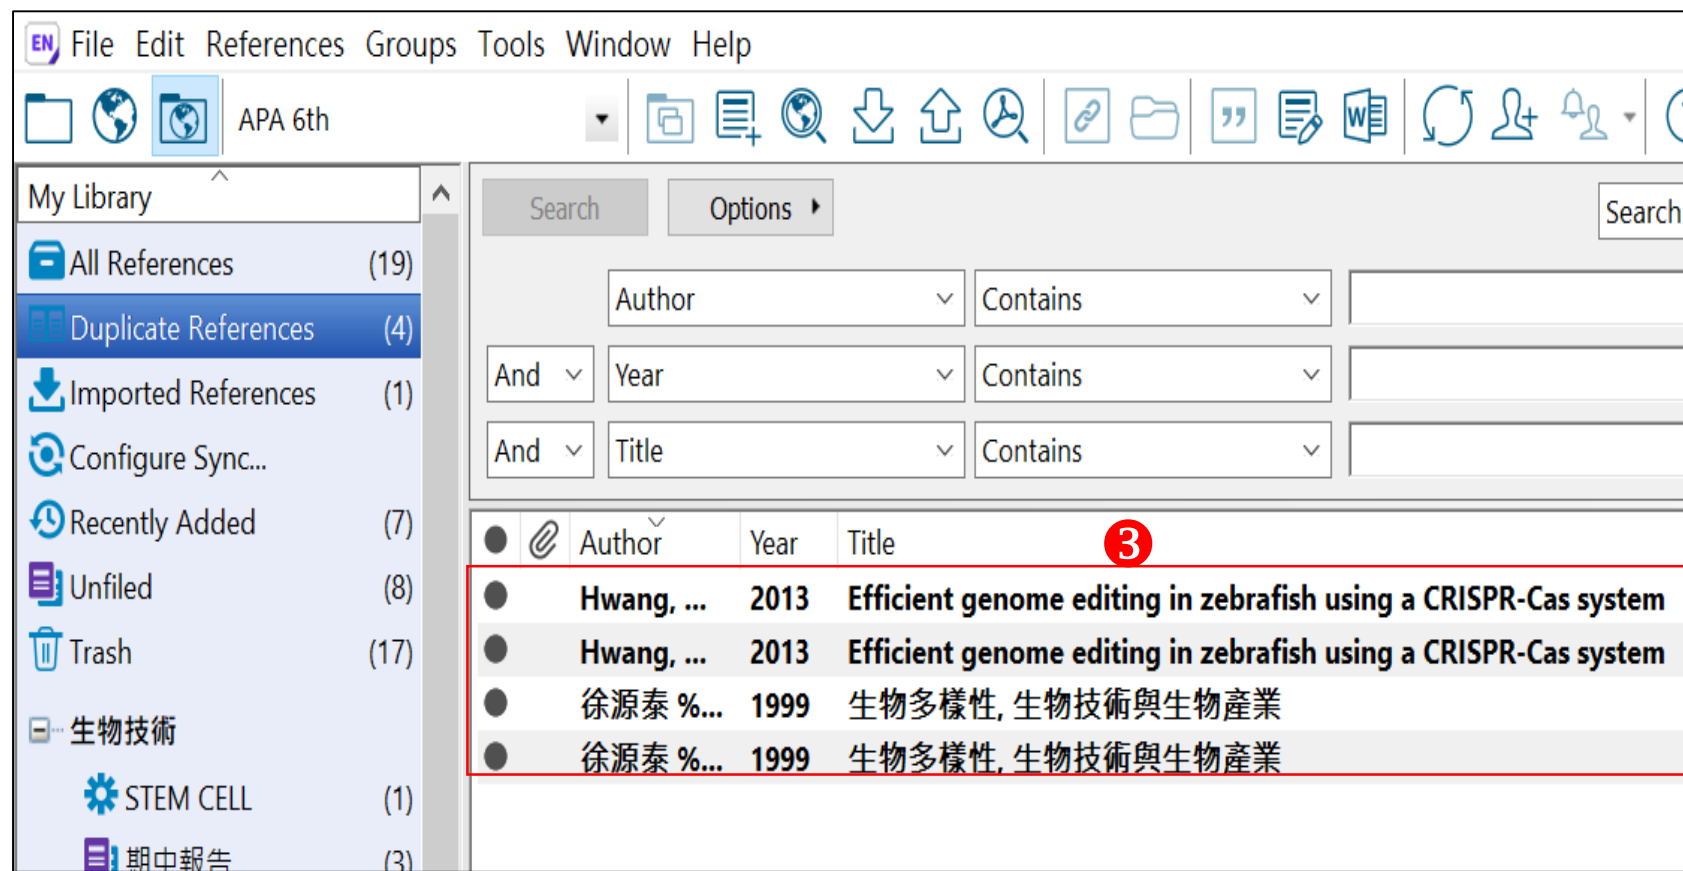 EN File Edit References Groups Tools Window Help
APA 6th
My Library
All References (19)
Duplicate References (4)
Imported References (1)
Configure Sync...
Recently Added (7)
Unfiled (8)
Trash (17)
生物技術
STEM CELL (1)
期中報告 (3)
Search Options Search
Author Contains
And Year Contains
And Title Contains
Author Year Title 3
Hwang, ... 2013 Efficient genome editing in zebrafish using a CRISPR-Cas system
Hwang, ... 2013 Efficient genome editing in zebrafish using a CRISPR-Cas system
徐源泰 %... 1999 生物多樣性, 生物技術與生物產業
徐源泰 %... 1999 生物多樣性, 生物技術與生物產業